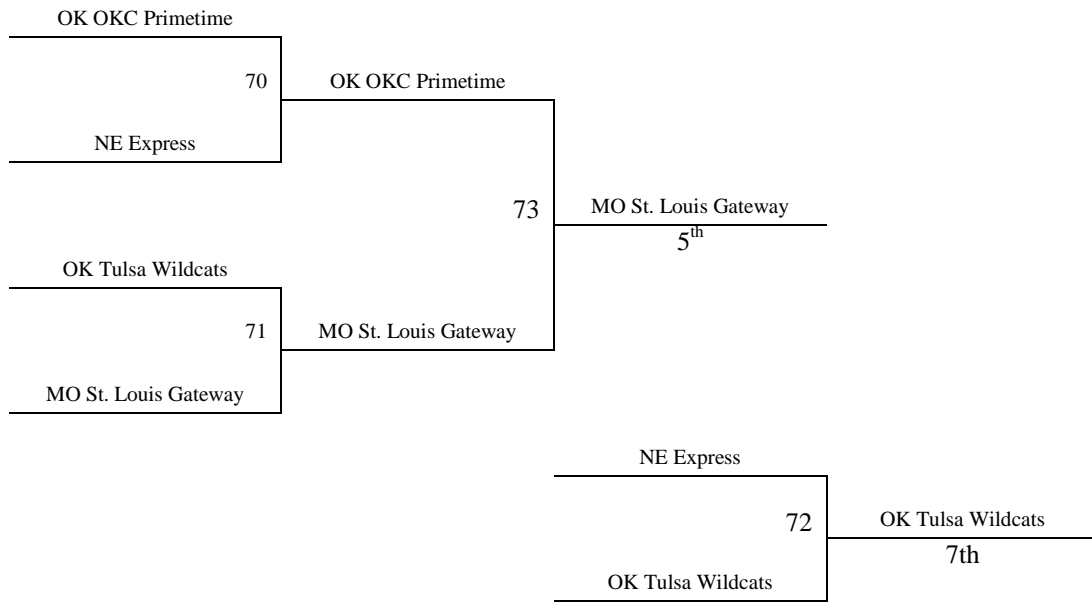 OK OKC Primetime
70
OK OKC Primetime
NE Express
73
MO St. Louis Gateway
5th
OK Tulsa Wildcats
71
MO St. Louis Gateway
MO St. Louis Gateway
NE Express
72
OK Tulsa Wildcats
7th
OK Tulsa Wildcats